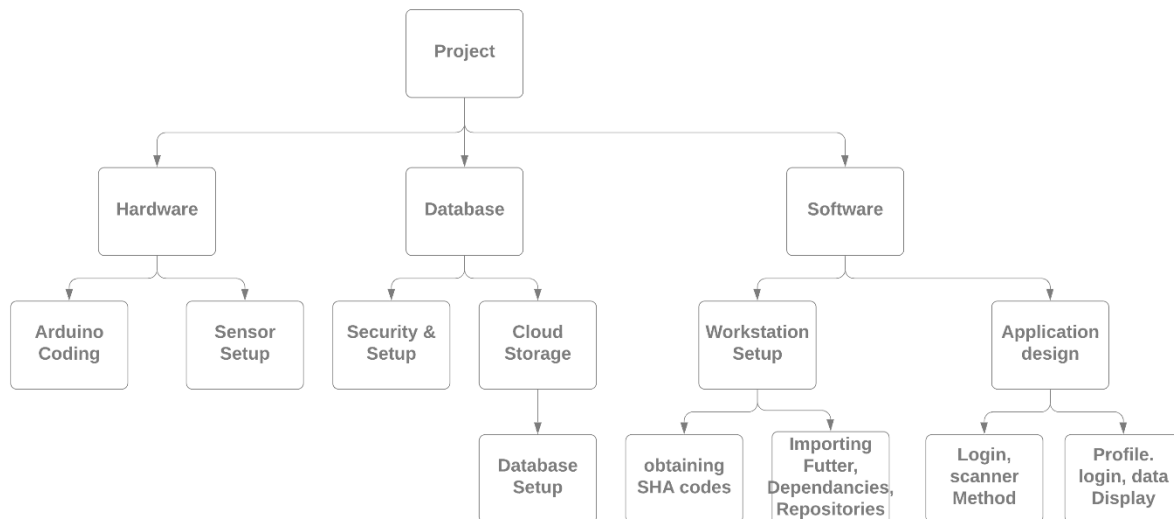 Project
Hardware
Database
Software
Arduino
Coding
Sensor
Setup
Security &
Setup
Cloud
Storage
Workstation
Setup
Application
design
Database
Setup
obtaining
SHA codes
Importing
Futter,
Dependancies,
Repositories
Login,
scanner
Method
Profile.
login, data
Display